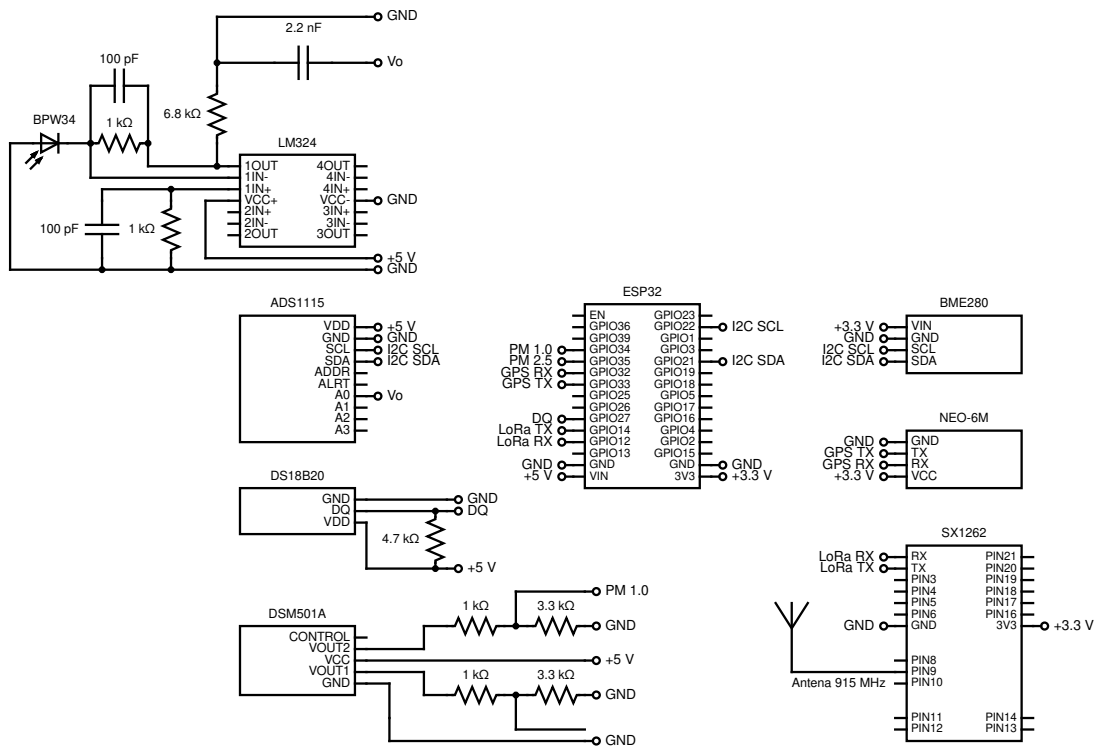 GND
2.2 nF
Vo
100 pF
6.8 kΩ
BPW34
1 kΩ
LM324
1OUT 4OUT
1IN- 4IN-
1IN+ 4IN+
VCC+ VCC- GND
2IN+ 3IN+
2IN- 3IN-
2OUT 3OUT
100 pF 1 kΩ
+5 V
GND
ADS1115
VDD +5 V
GND GND
SCL I2C SCL
SDA I2C SDA
ADDR
ALRT
A0 Vo
A1
A2
A3
ESP32
EN GPIO23
GPIO36 GPIO22 I2C SCL
GPIO39 GPIO1
PM 1.0 GPIO34 GPIO3
PM 2.5 GPIO35 GPIO21 I2C SDA
GPS RX GPIO32 GPIO19
GPS TX GPIO33 GPIO18
GPIO25 GPIO5
GPIO26 GPIO17
DQ GPIO27 GPIO16
LoRa TX GPIO14 GPIO4
LoRa RX GPIO12 GPIO2
GPIO13 GPIO15
GND GND GND GND
+5 V VIN 3V3 +3.3 V
BME280
+3.3 V VIN
GND GND
I2C SCL SCL
I2C SDA SDA
NEO-6M
GND GND
GPS TX TX
GPS RX RX
+3.3 V VCC
DS18B20
GND GND
DQ DQ
VDD
4.7 kΩ
+5 V
DSM501A
CONTROL
VOUT2
VCC
VOUT1
GND
PM 1.0
1 kΩ 3.3 kΩ
GND
+5 V
1 kΩ 3.3 kΩ
GND
GND
SX1262
LoRa RX RX PIN21
LoRa TX TX PIN20
PIN3 PIN19
PIN4 PIN18
PIN5 PIN17
PIN6 PIN16
GND GND 3V3 +3.3 V
PIN8
PIN9
Antena 915 MHz PIN10
PIN11 PIN14
PIN12 PIN13